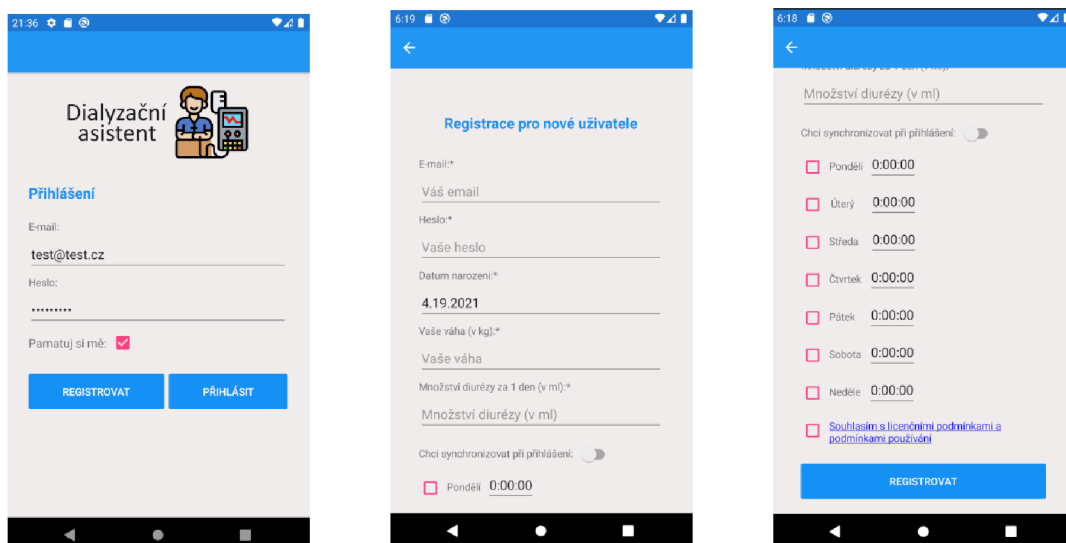 21:36
Dialyzační
asistent
Přihlášení
E-mail:
test@test.cz
Heslo:
•••••••••
Pamatuj si mě:
REGISTROVAT
PŘIHLÁSIT
6:19
Registrace pro nové uživatele
E-mail:*
Váš email
Heslo:*
Vaše heslo
Datum narození:*
4.19.2021
Vaše váha (v kg):*
Vaše váha
Množství diurézy za 1 den (v ml):*
Množství diurézy (v ml)
Chci synchronizovat při přihlášení:
Pondělí 0:00:00
6:18
Množství diurézy (v ml)
Chci synchronizovat při přihlášení:
Pondělí 0:00:00
Úterý 0:00:00
Středa 0:00:00
Čtvrtek 0:00:00
Pátek 0:00:00
Sobota 0:00:00
Neděle 0:00:00
Souhlasím s licenčními podmínkami a
podmínkami používání
REGISTROVAT